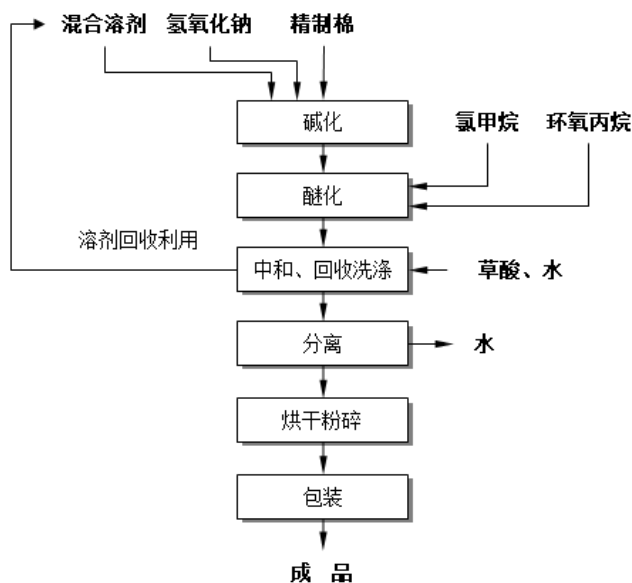 混合溶剂 氢氧化钠 精制棉
碱化
氯甲烷 环氧丙烷
醚化
溶剂回收利用
中和、回收洗涤
草酸、水
分离
水
烘干粉碎
包装
成 品